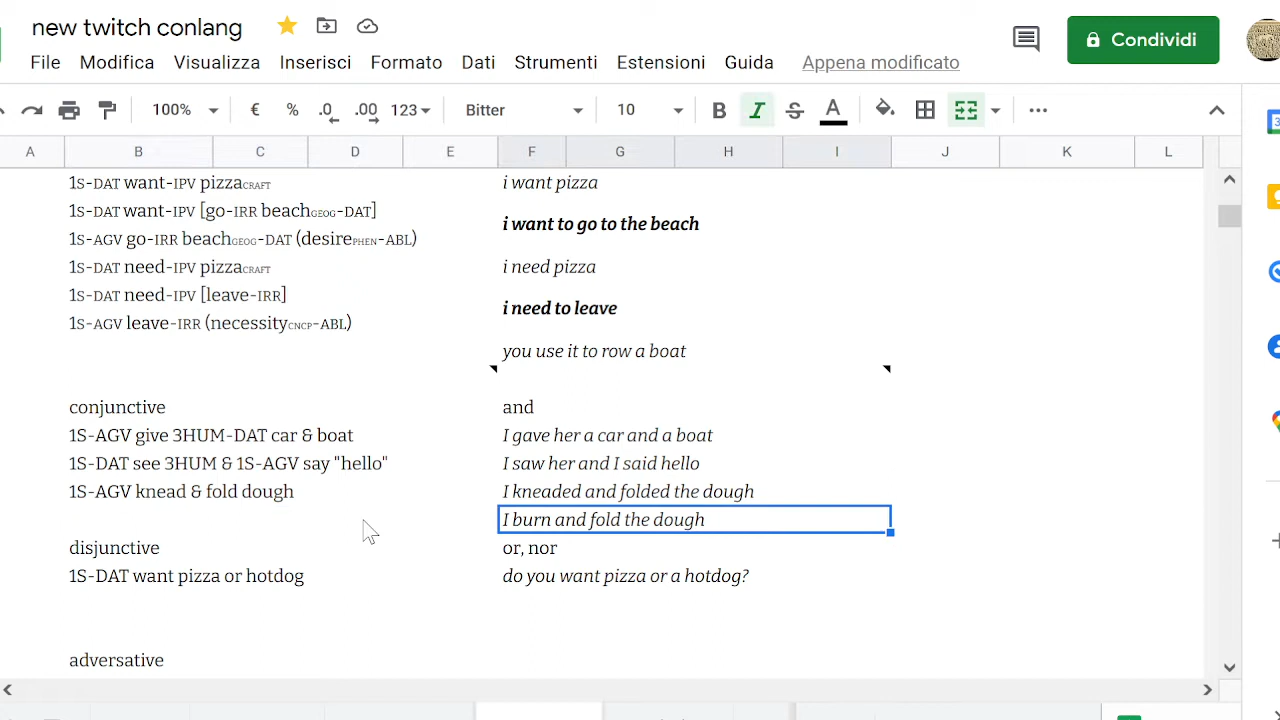 new twitch conlang
File Modifica Visualizza Inserisci Formato Dati Strumenti Estensioni Guida Appena modificato
Condividi
100% € % .0 .00 123 Bitter 10 B I S A
A B C D E F G H I J K L
1S-DAT want-IPV pizzaCRAFT i want pizza
1S-DAT want-IPV [go-IRR beachGEOG-DAT]
i want to go to the beach
1S-AGV go-IRR beachGEOG-DAT (desirePHEN-ABL)
1S-DAT need-IPV pizzaCRAFT i need pizza
1S-DAT need-IPV [leave-IRR]
i need to leave
1S-AGV leave-IRR (necessityCNCP-ABL)
you use it to row a boat
conjunctive and
1S-AGV give 3HUM-DAT car & boat I gave her a car and a boat
1S-DAT see 3HUM & 1S-AGV say "hello" I saw her and I said hello
1S-AGV knead & fold dough I kneaded and folded the dough
I burn and fold the dough
disjunctive or, nor
1S-DAT want pizza or hotdog do you want pizza or a hotdog?
adversative